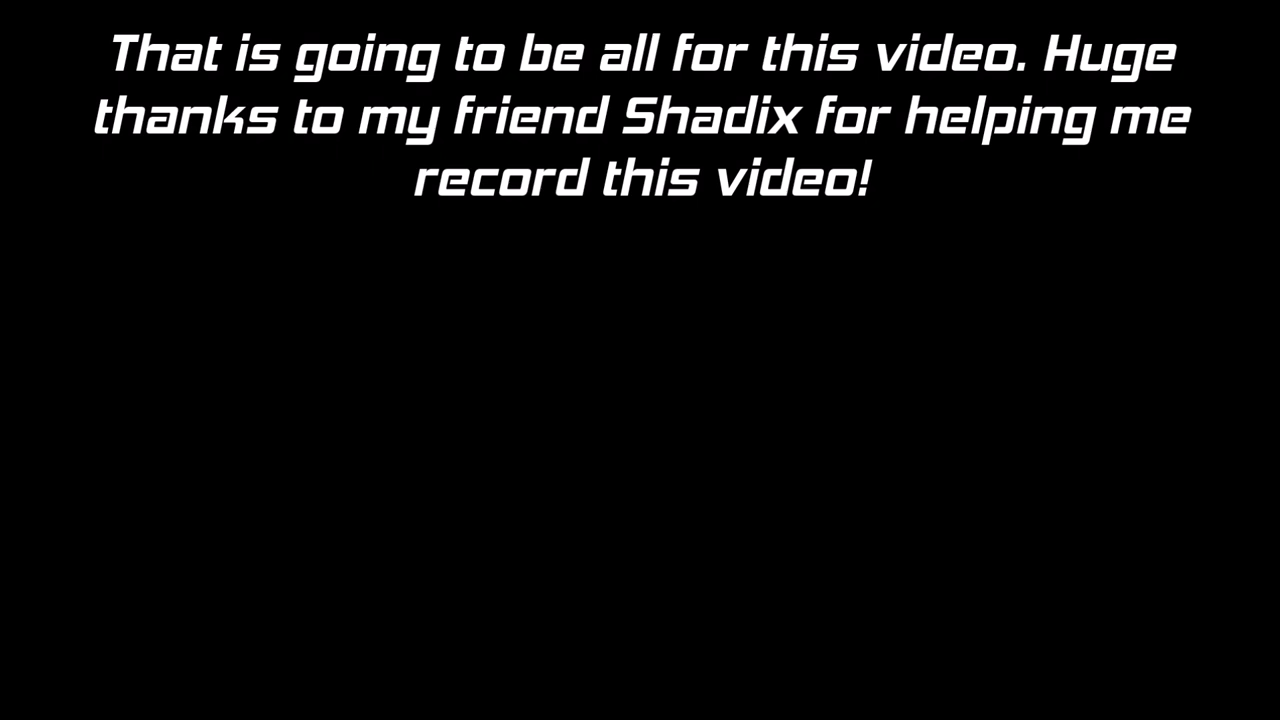 That is going to be all for this video. Huge
thanks to my friend Shadix for helping me
record this video!